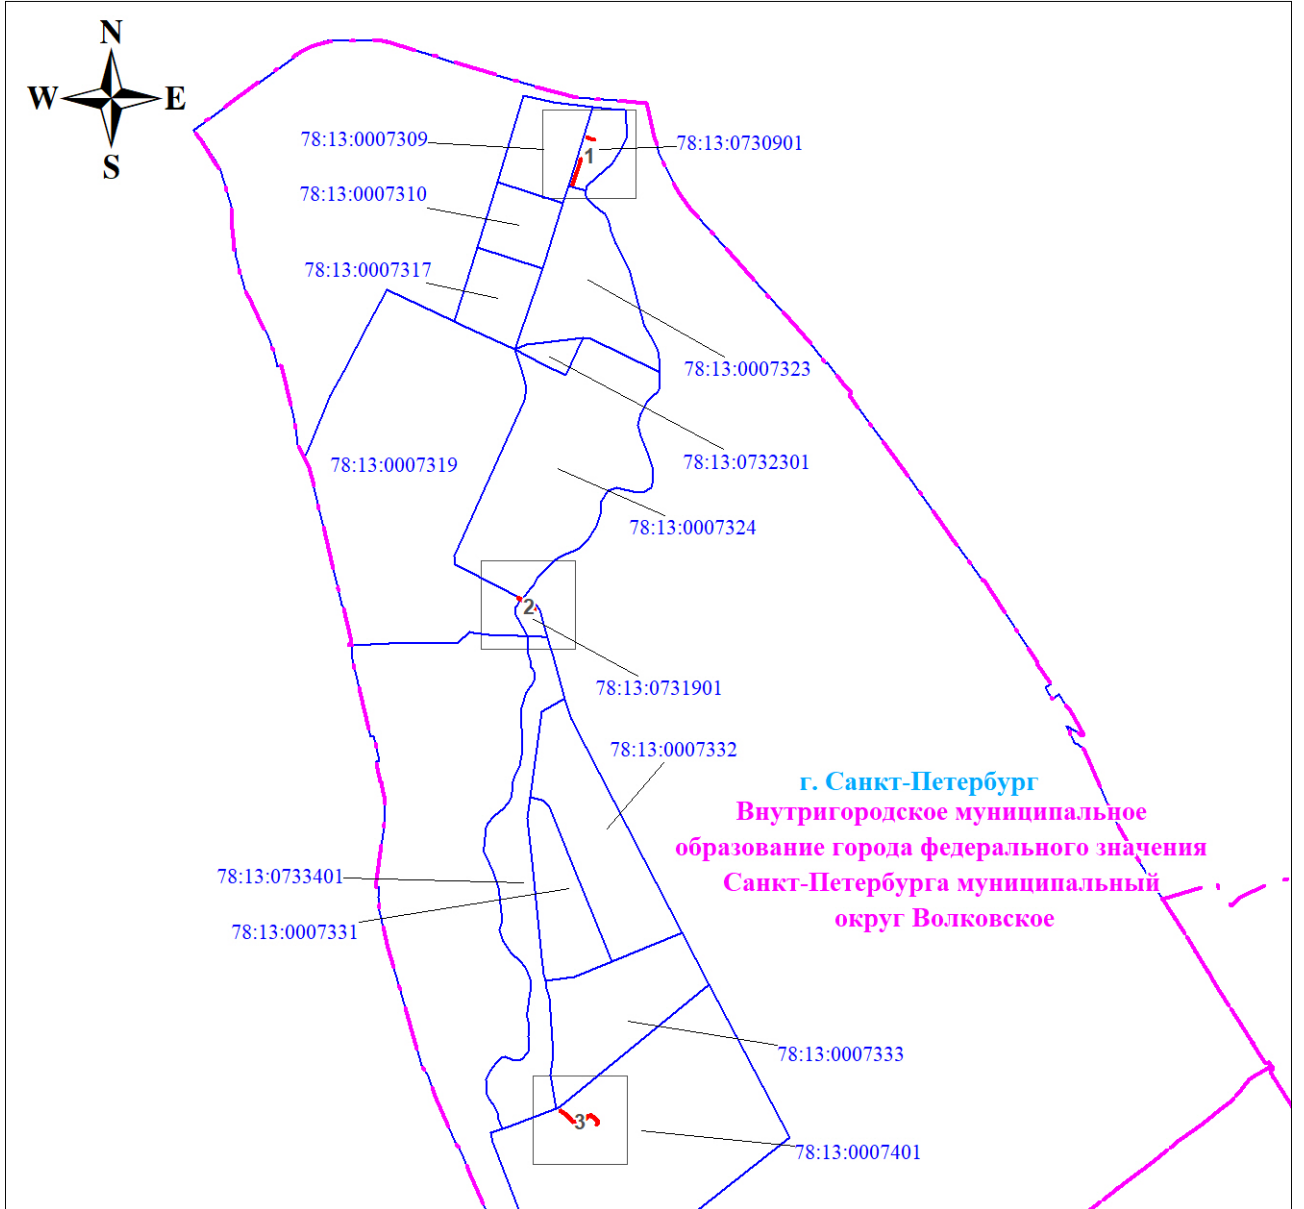 N
W E
S
78:13:0007309
1
78:13:0730901
78:13:0007310
78:13:0007317
78:13:0007323
78:13:0007319
78:13:0732301
78:13:0007324
2
78:13:0731901
78:13:0007332
г. Санкт-Петербург
Внутригородское муниципальное
образование города федерального значения
Санкт-Петербурга муниципальный
округ Волковское
78:13:0733401
78:13:0007331
78:13:0007333
3
78:13:0007401